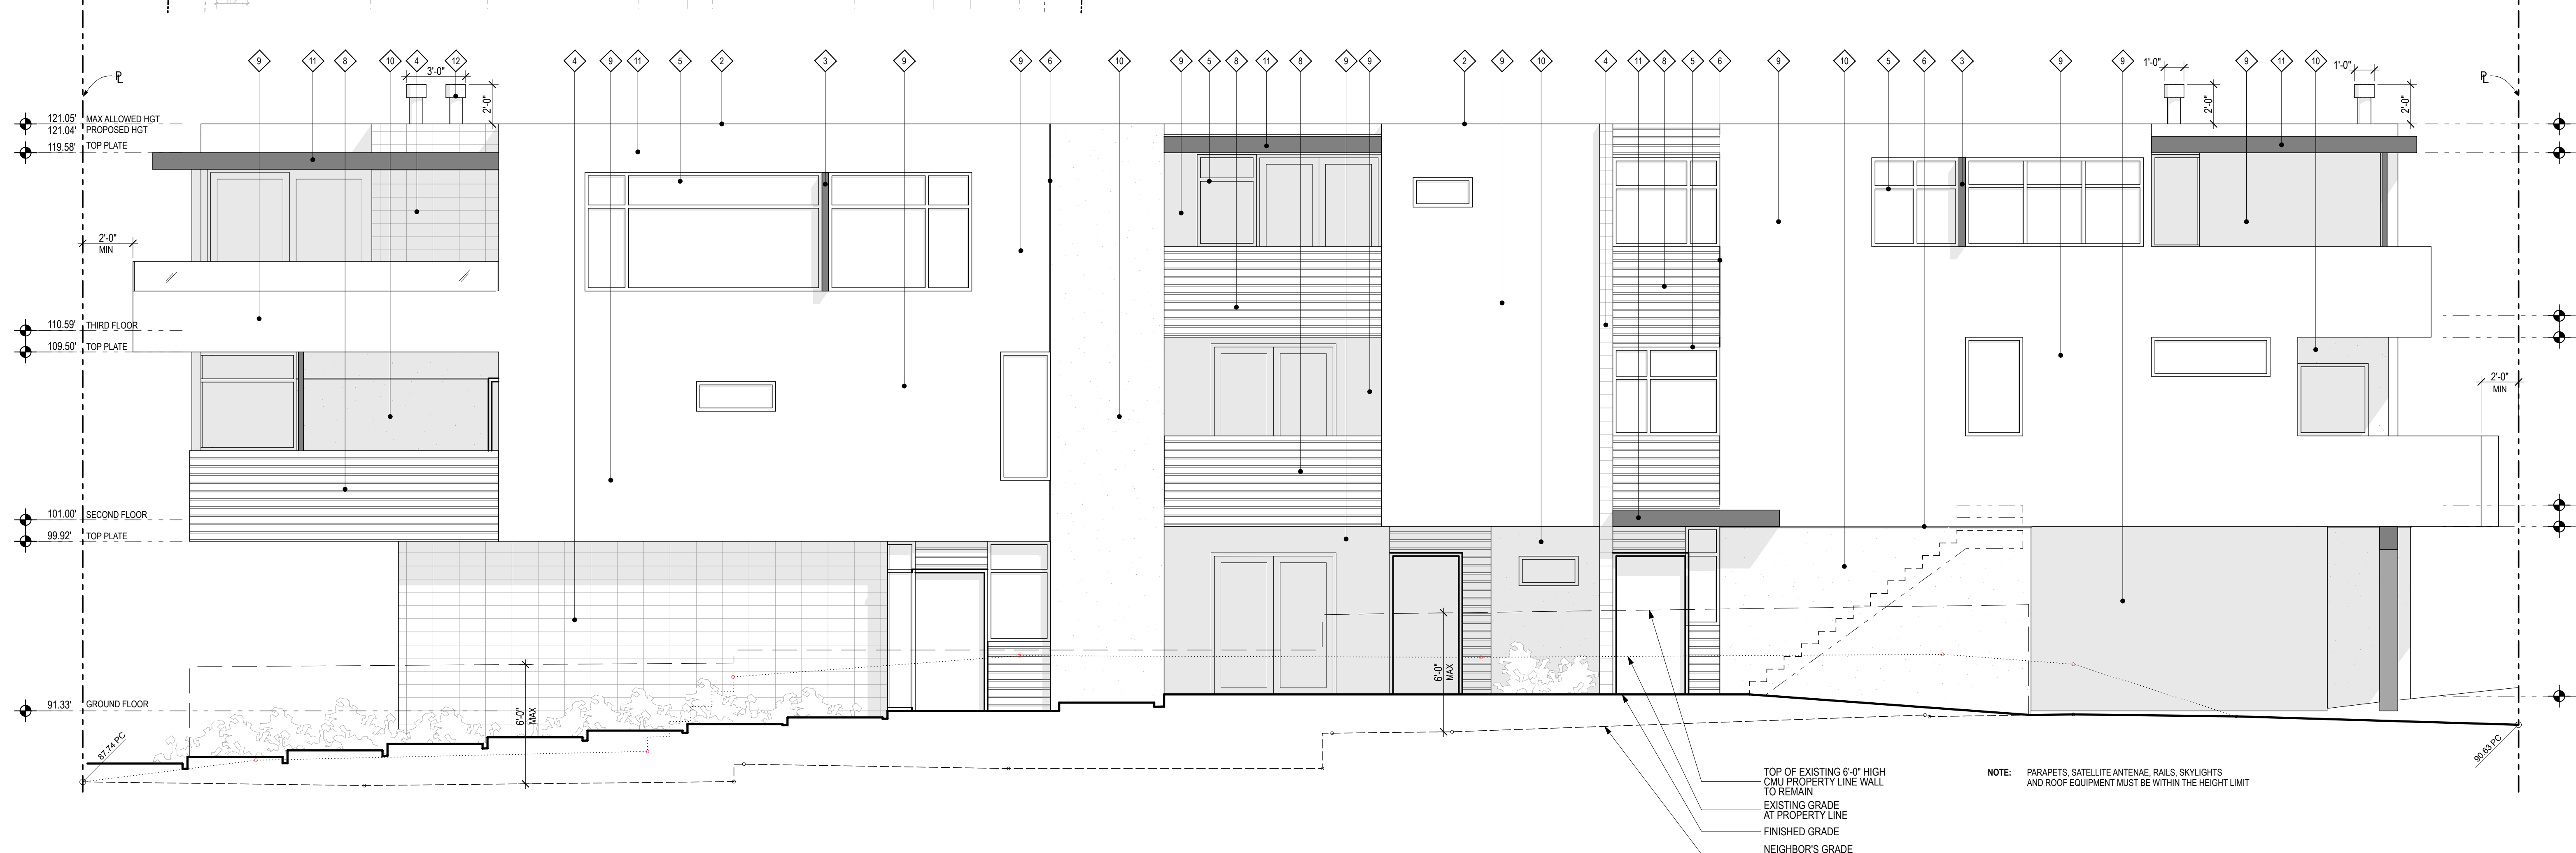 9 11 8 10 4 12 4 9 11 5 2 3 9 9 6 10 9 5 8 11 8 9 9 2 9 10 4 11 8 5 6 9 10 5 6 3 9 9 9 11 10
3'-0"
2'-0"
1'-0"
2'-0"
1'-0"
2'-0"
121.05' MAX ALLOWED HGT
121.04' PROPOSED HGT
119.58' TOP PLATE
2'-0"
MIN
110.59' THIRD FLOOR
109.50' TOP PLATE
2'-0"
MIN
101.00' SECOND FLOOR
99.92' TOP PLATE
91.33' GROUND FLOOR
6'-0"
MAX
6'-0"
MAX
87.74 PC
90.63 PC
TOP OF EXISTING 6'-0" HIGH
CMU PROPERTY LINE WALL
TO REMAIN
EXISTING GRADE
AT PROPERTY LINE
FINISHED GRADE
NEIGHBOR'S GRADE
NOTE: PARAPETS, SATELLITE ANTENAE, RAILS, SKYLIGHTS
AND ROOF EQUIPMENT MUST BE WITHIN THE HEIGHT LIMIT